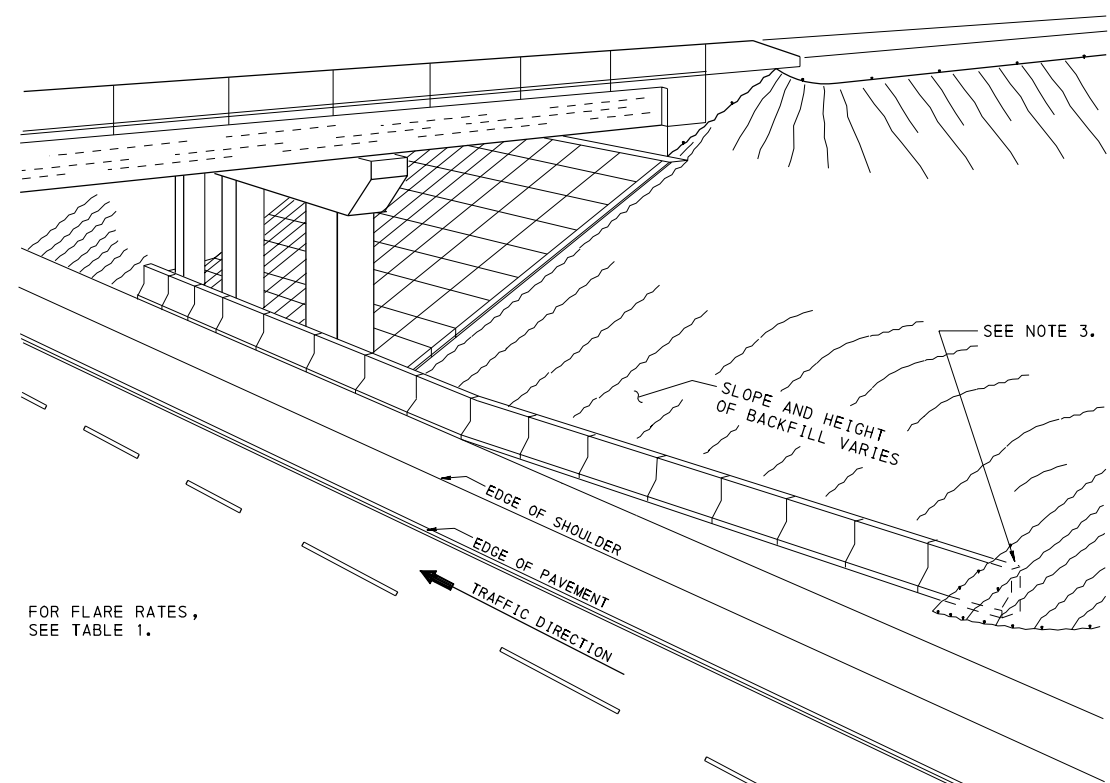 SEE NOTE 3.
SLOPE AND HEIGHT
OF BACKFILL VARIES
EDGE OF SHOULDER
EDGE OF PAVEMENT
TRAFFIC DIRECTION
FOR FLARE RATES,
SEE TABLE 1.